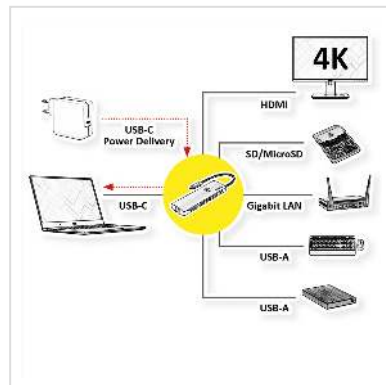 4K
HDMI
USB-C
Power Delivery
SD/MicroSD
USB-C
Gigabit LAN
USB-A
USB-A